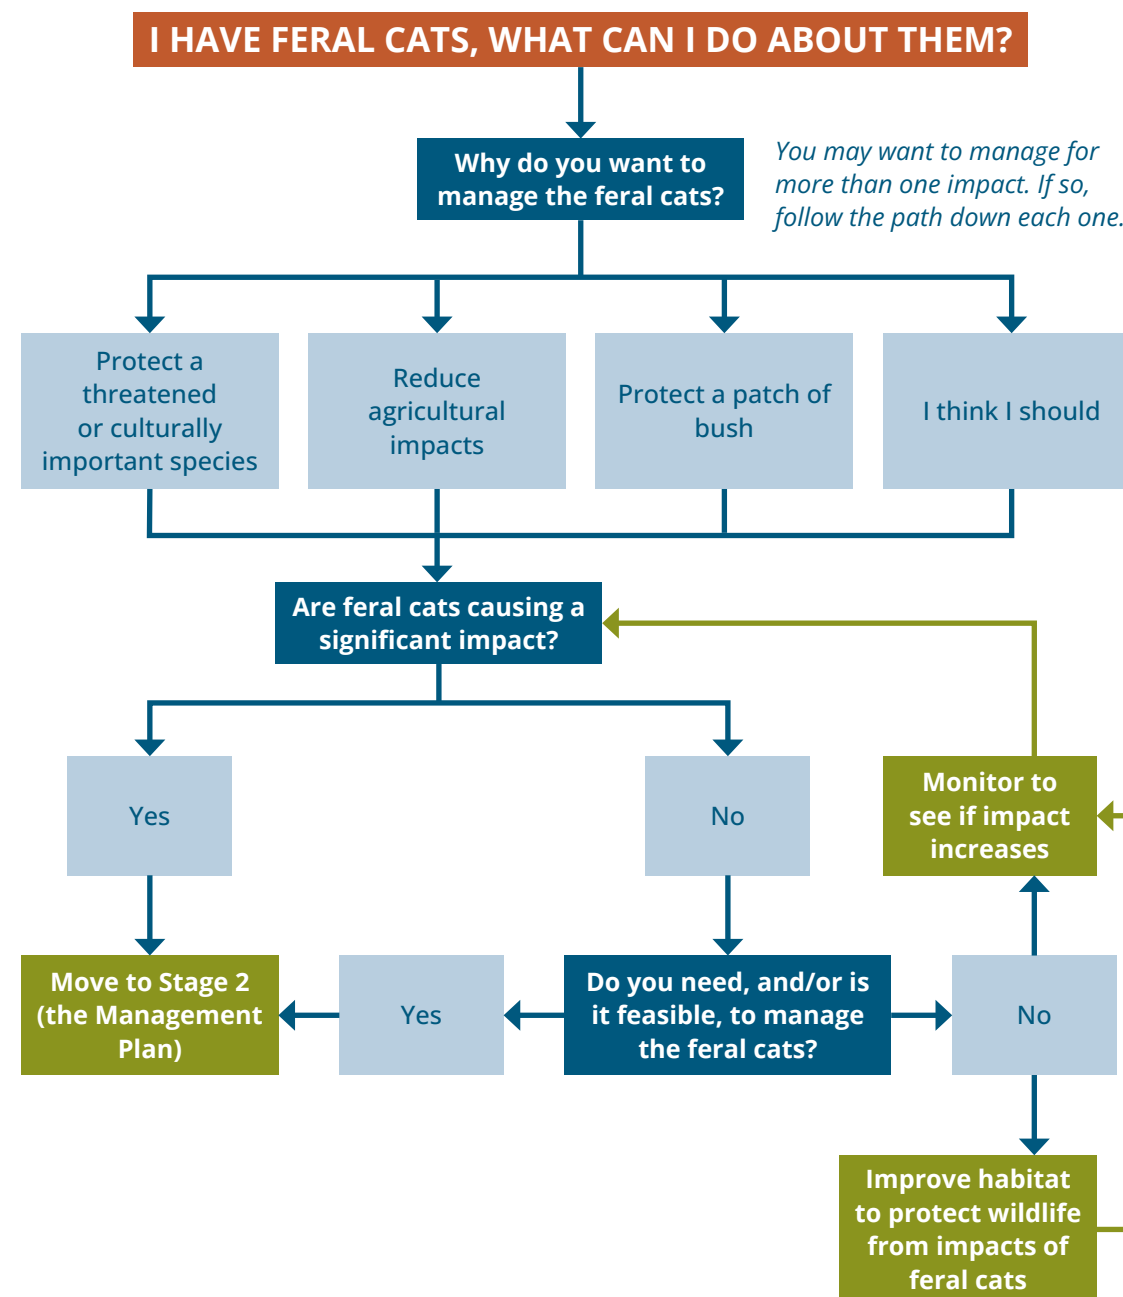 I HAVE FERAL CATS, WHAT CAN I DO ABOUT THEM?
Why do you want to
manage the feral cats?
You may want to manage for
more than one impact. If so,
follow the path down each one.
Protect a
threatened
or culturally
important species
Reduce
agricultural
impacts
Protect a patch of
bush
I think I should
Are feral cats causing a
significant impact?
Yes
No
Monitor to
see if impact
increases
Move to Stage 2
(the Management
Plan)
Yes
Do you need, and/or is
it feasible, to manage
the feral cats?
No
Improve habitat
to protect wildlife
from impacts of
feral cats